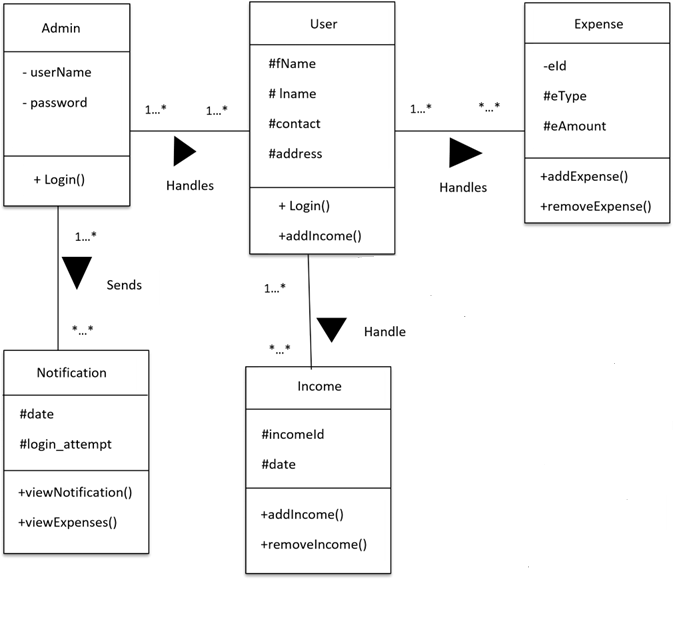 Admin
- userName
- password
+ Login()
1...*
1...*
Handles
User
#fName
# lname
#contact
#address
+ Login()
+addIncome()
1...*
*...*
Handles
Expense
-eId
#eType
#eAmount
+addExpense()
+removeExpense()
1...*
Sends
*...*
Notification
#date
#login_attempt
+viewNotification()
+viewExpenses()
1...*
Handle
*...*
Income
#incomeId
#date
+addIncome()
+removeIncome()